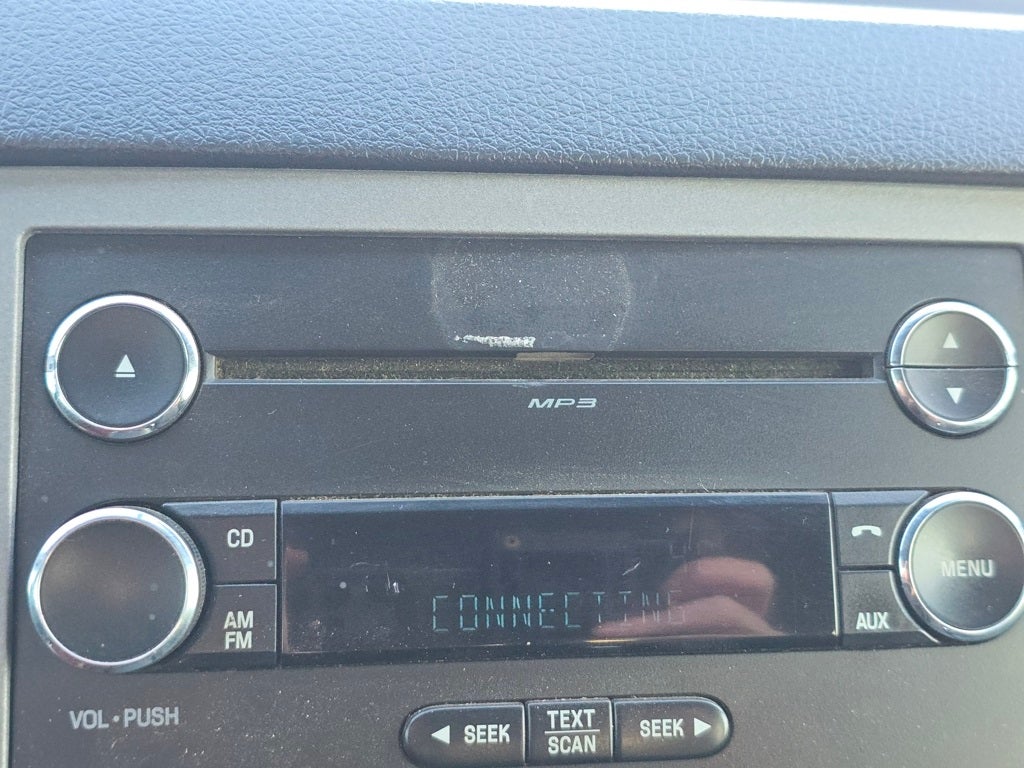 MP3
CD
AM
FM
CONNECTING
MENU
AUX
VOL•PUSH
SEEK
TEXT
SCAN
SEEK